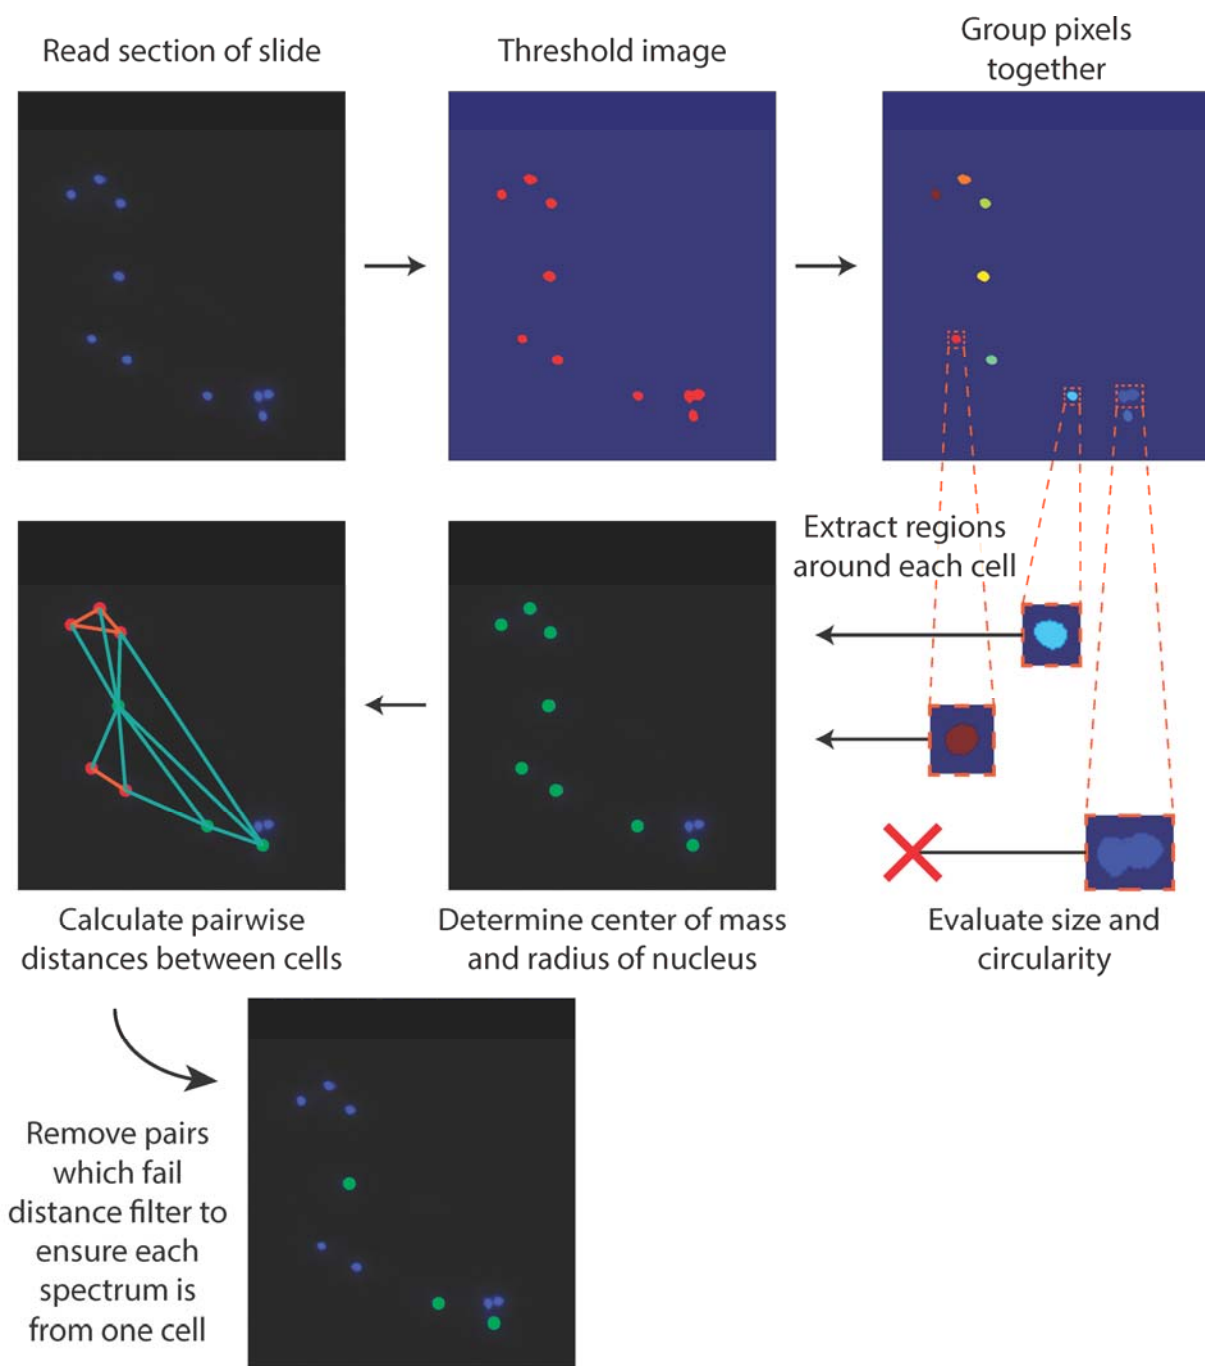 Read section of slide
Threshold image
Group pixels
together
Extract regions
around each cell
Evaluate size and
circularity
Determine center of mass
and radius of nucleus
Calculate pairwise
distances between cells
Remove pairs
which fail
distance filter to
ensure each
spectrum is
from one cell